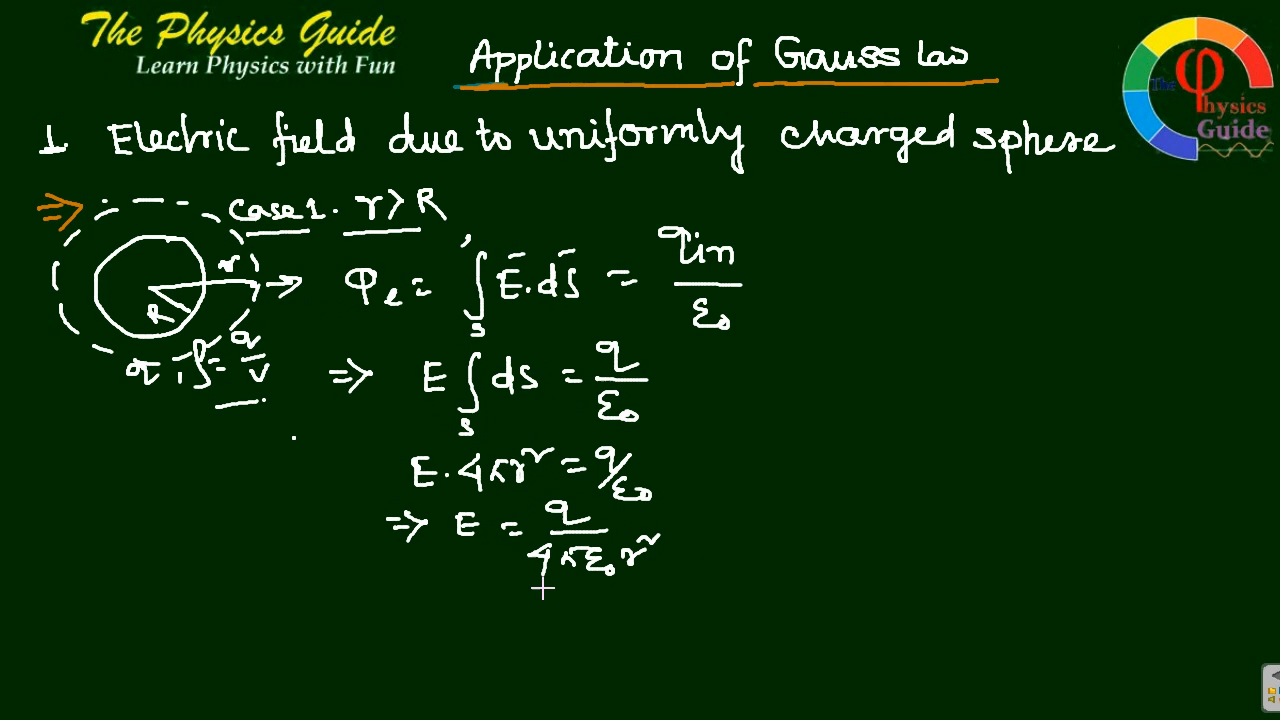 The Physics Guide
Learn Physics with Fun
Application of Gauss law
The
Physics
Guide
1 Electric field due to uniformly charged sphere
⇒ Case 1. r > R
r
R
q, ρ = q/v
→ Φe = ∫s E̅.ds̅ = qin/ε0
⇒ E ∫s ds = q/ε0
E. 4πr² = q/ε0
⇒ E = q/4πε0r²